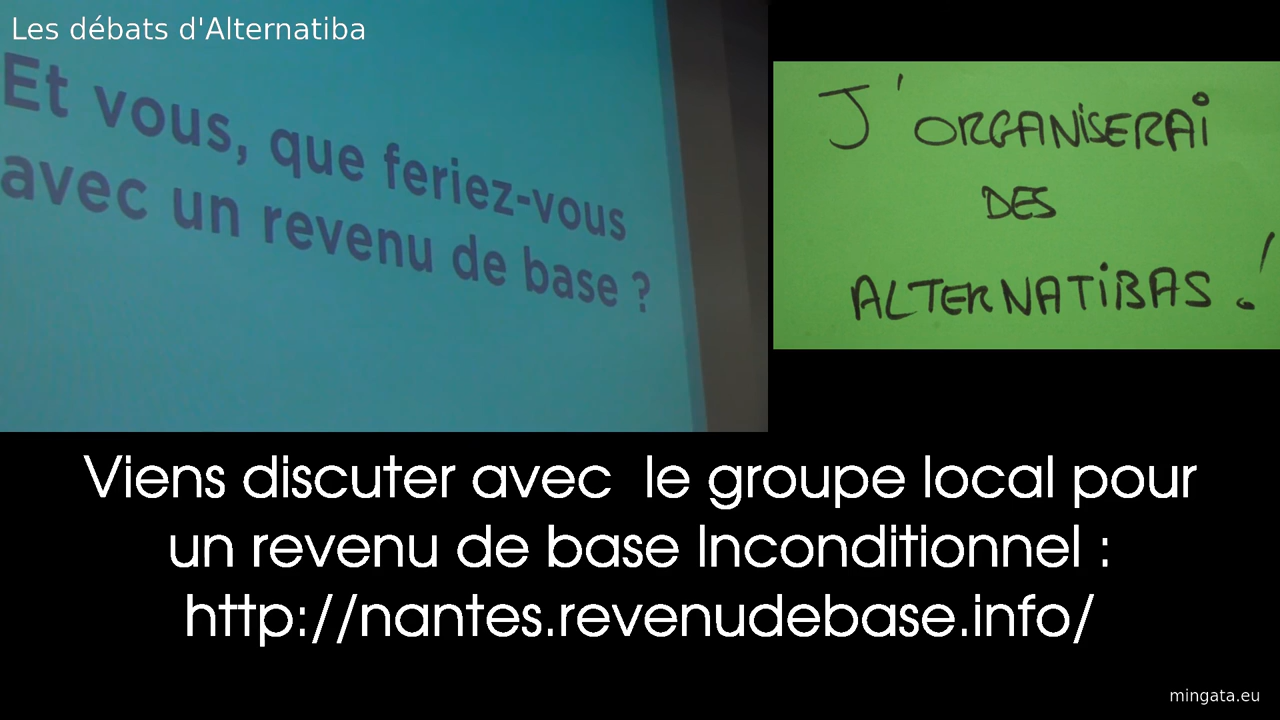 Les débats d'Alternatiba
Et vous, que feriez-vous
avec un revenu de base ?
J'ORGANISERAI
DES
ALTERNATIBAS !
Viens discuter avec  le groupe local pour
un revenu de base Inconditionnel :
http://nantes.revenudebase.info/
mingata.eu